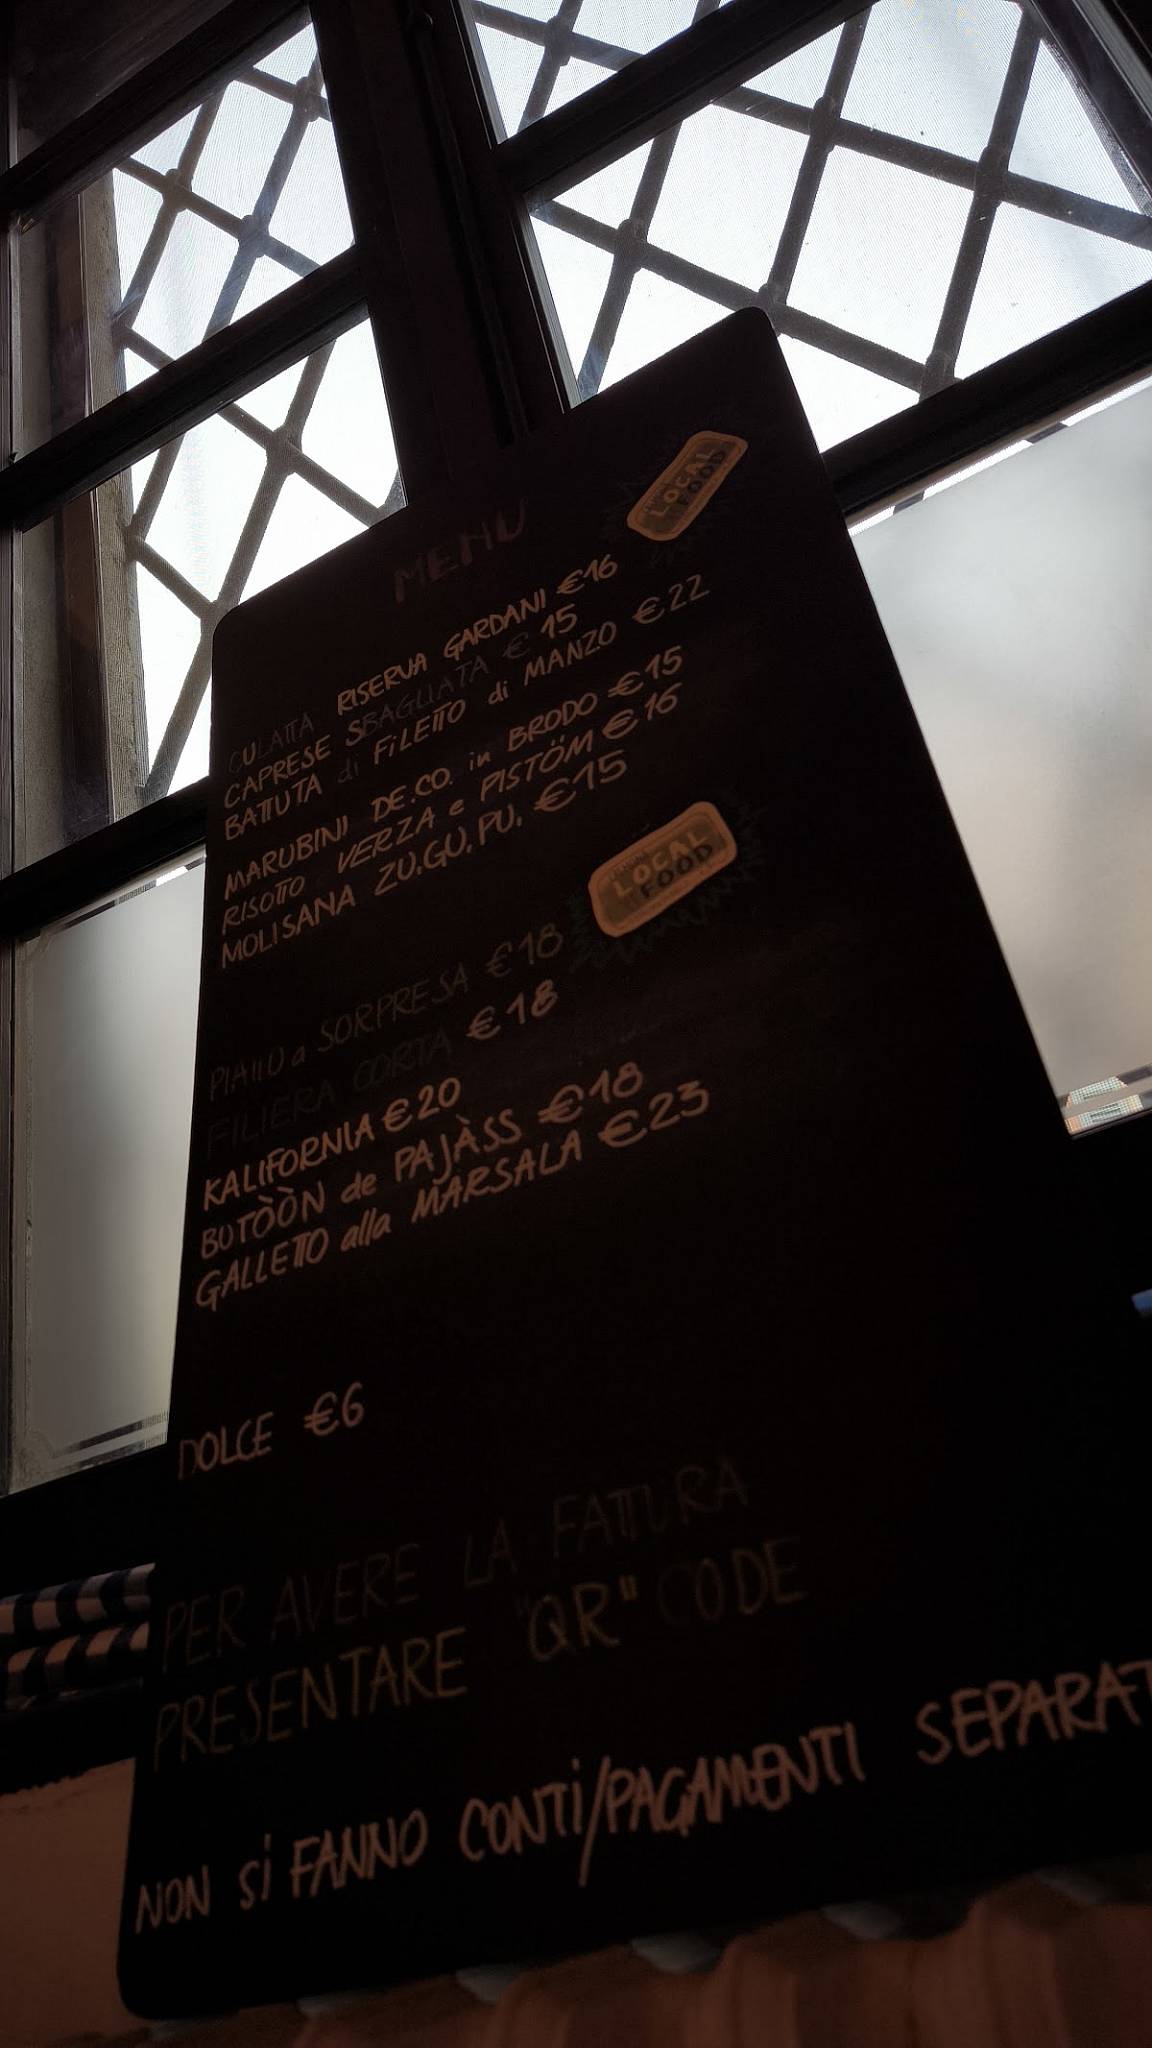 MENU
LOCAL
FOOD
CULATTA RISERVA GARDANI €16
CAPRESE SBAGLIATA € 15
BATTUTA di FILETTO di MANZO €22
MARUBINI DE.CO. in BRODO €15
RISOTTO VERZA e PISTÖM €16
MOLISANA ZU.GU.PU. €15
LOCAL
FOOD
PIATTO a SORPRESA €18
FILIERA CORTA €18
KALIFORNIA €20
BUTÒÒN de PAJÀSS €18
GALLETTO alla MARSALA €23
DOLCE €6
PER AVERE LA FATTURA
PRESENTARE "QR" CODE
NON Si FANNO CONTi/PAGAMENTI SEPARAT